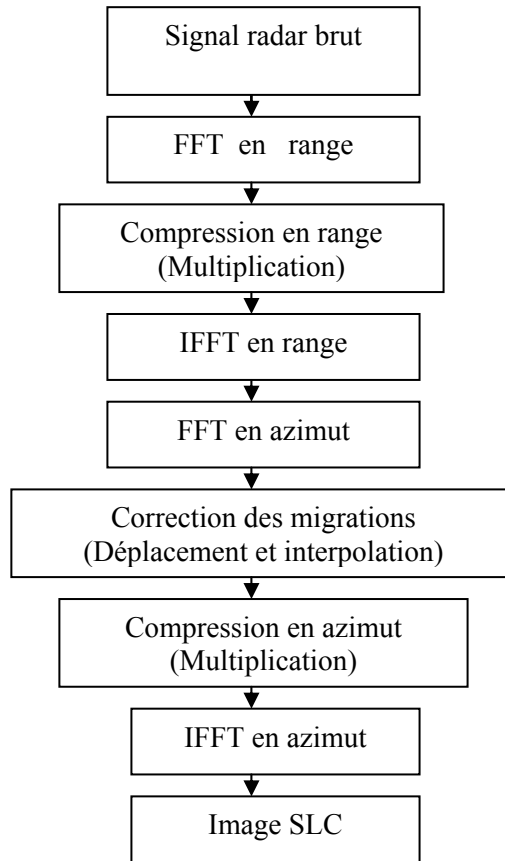 Signal radar brut
FFT en range
Compression en range
(Multiplication)
IFFT en range
FFT en azimut
Correction des migrations
(Déplacement et interpolation)
Compression en azimut
(Multiplication)
IFFT en azimut
Image SLC